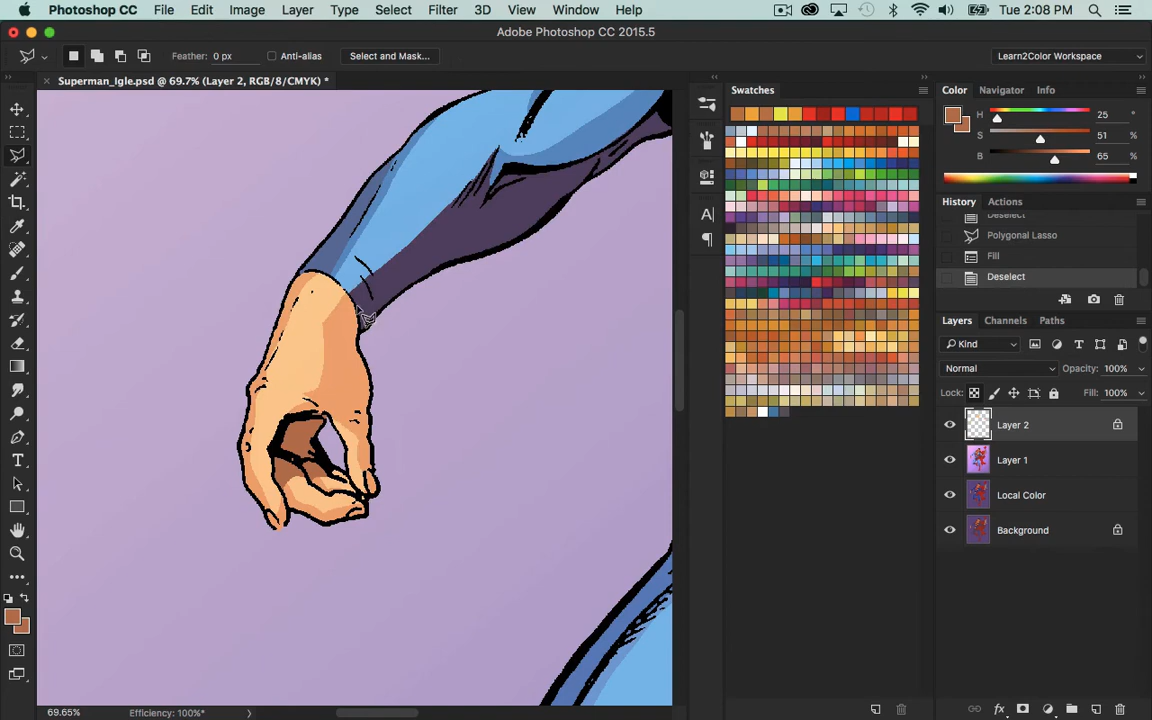 Photoshop CC File Edit Image Layer Type Select Filter 3D View Window Help Tue 2:08 PM
Adobe Photoshop CC 2015.5
Feather: 0 px Anti-alias Select and Mask... Learn2Color Workspace
Superman_Igle.psd @ 69.7% (Layer 2, RGB/8/CMYK) *
Swatches
Color Navigator Info
H 25 °
S 51 %
B 65 %
History Actions
Deselect
Polygonal Lasso
Fill
Deselect
Layers Channels Paths
Kind
Normal Opacity: 100%
Lock: Fill: 100%
Layer 2
Layer 1
Local Color
Background
69.65% Efficiency: 100%*